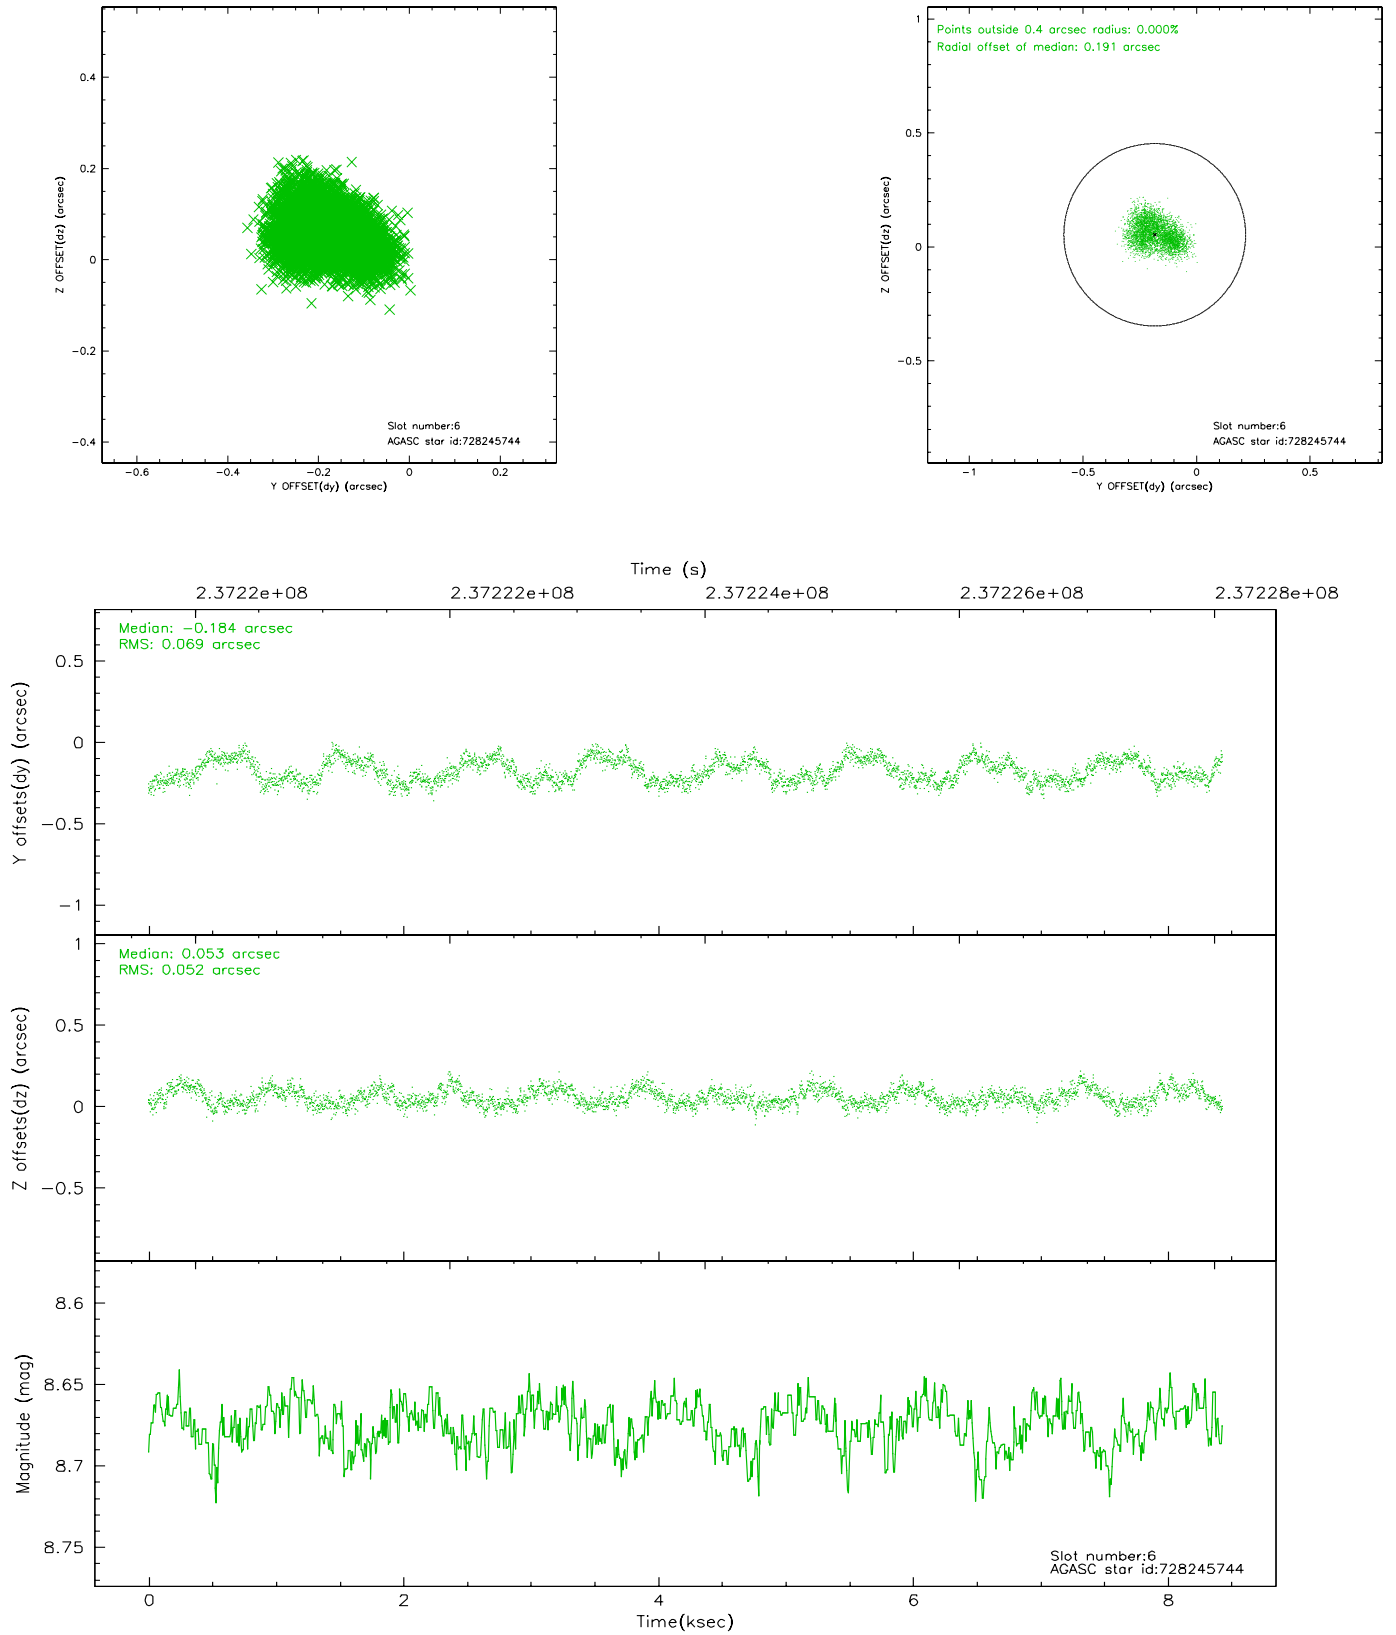 0.4
0.2
0
−0.2
−0.4
Z OFFSET(dz) (arcsec)
Slot number:6
AGASC star id:728245744
−0.6 −0.4 −0.2 0 0.2
Y OFFSET(dy) (arcsec)
Points outside 0.4 arcsec radius: 0.000%
Radial offset of median: 0.191 arcsec
1
0.5
0
−0.5
Z OFFSET(dz) (arcsec)
Slot number:6
AGASC star id:728245744
−1 −0.5 0 0.5
Y OFFSET(dy) (arcsec)
Time (s)
2.3722e+08 2.37222e+08 2.37224e+08 2.37226e+08 2.37228e+08
Median: −0.184 arcsec
RMS: 0.069 arcsec
0.5
0
−0.5
−1
Y offsets(dy) (arcsec)
Median: 0.053 arcsec
RMS: 0.052 arcsec
1
0.5
0
−0.5
Z offsets(dz) (arcsec)
8.6
8.65
8.7
8.75
Magnitude (mag)
Slot number:6
AGASC star id:728245744
0 2 4 6 8
Time(ksec)